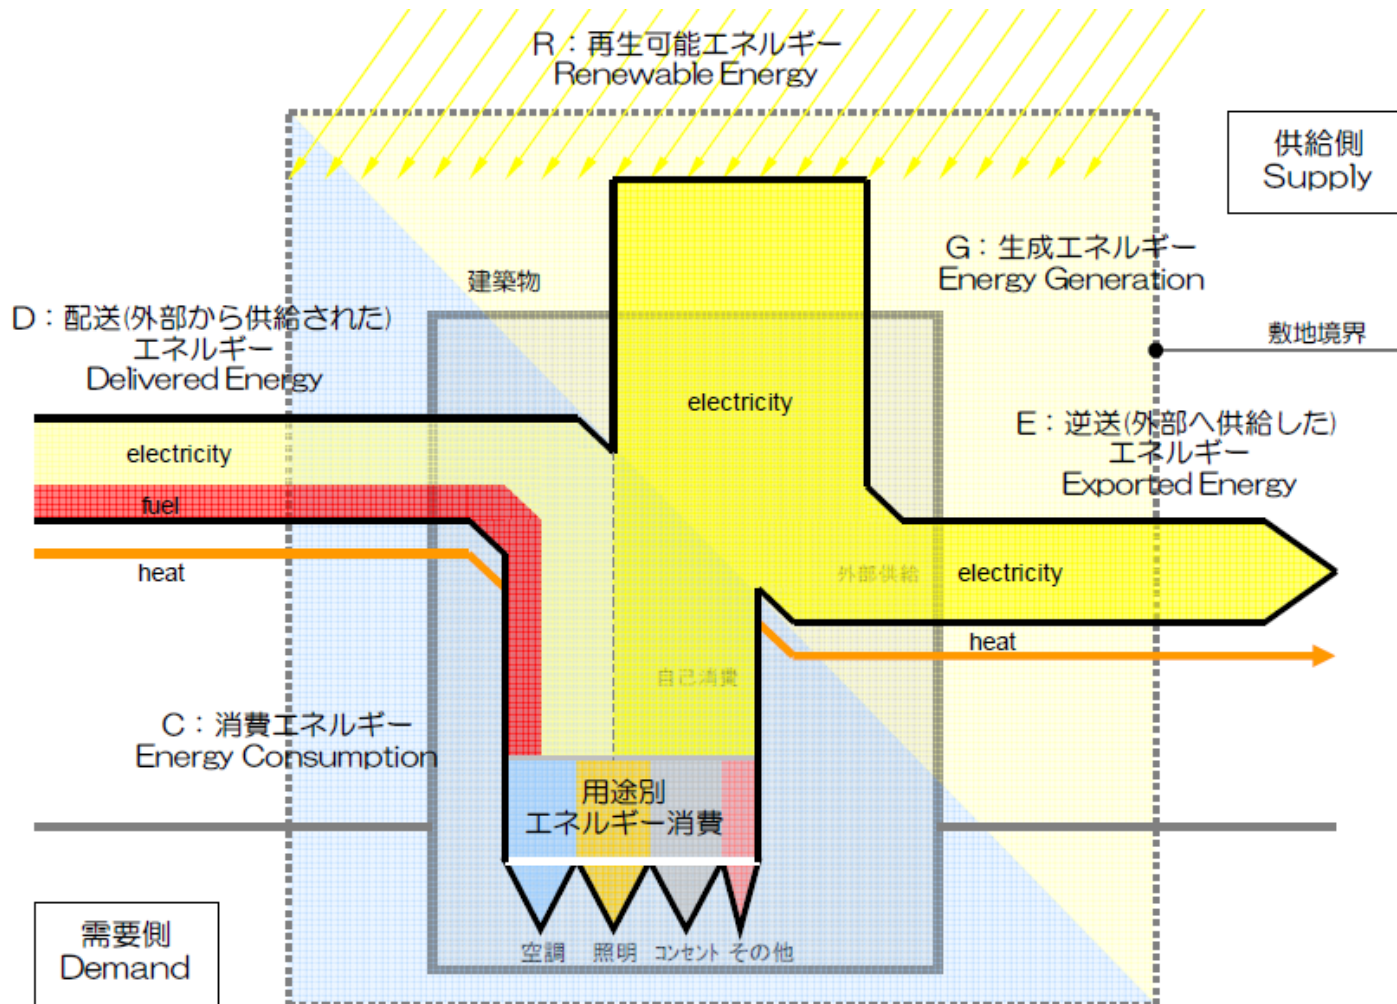 R：再生可能エネルギー
Renewable Energy
供給側
Supply
G：生成エネルギー
Energy Generation
建築物
D：配送(外部から供給された)
エネルギー
Delivered Energy
敷地境界
electricity
E：逆送(外部へ供給した)
エネルギー
Exported Energy
electricity
fuel
heat
外部供給
electricity
heat
自己消費
C：消費エネルギー
Energy Consumption
用途別
エネルギー消費
需要側
Demand
空調 照明 コンセント その他